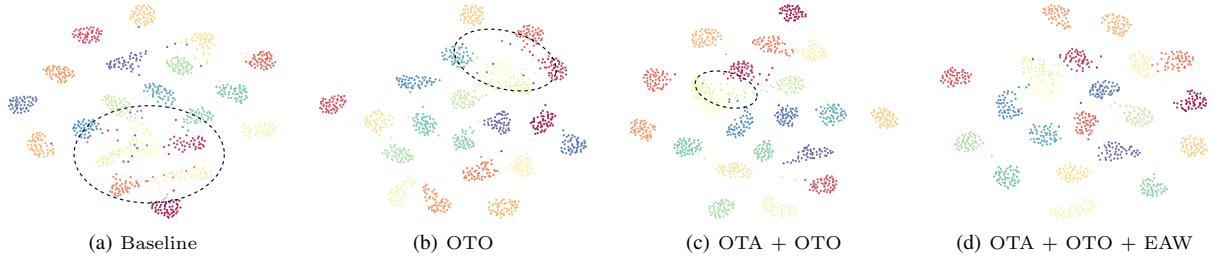 (a) Baseline
(b) OTO
(c) OTA + OTO
(d) OTA + OTO + EAW